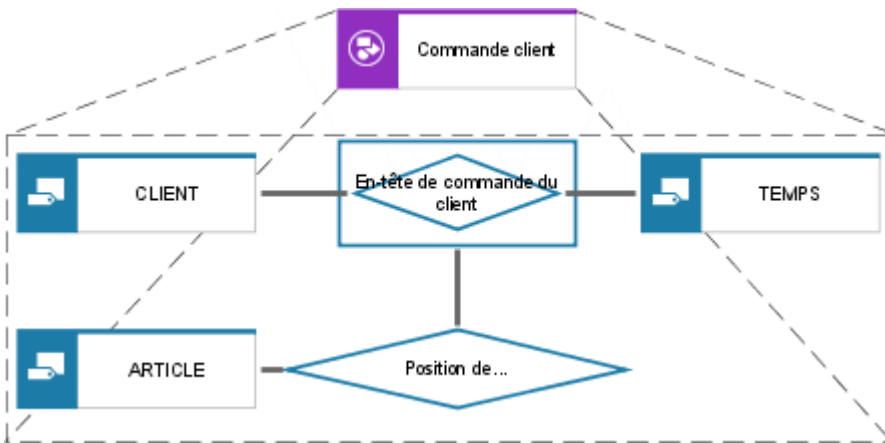 Commande client
CLIENT
En-tête de commande du
client
TEMPS
ARTICLE
Position de...